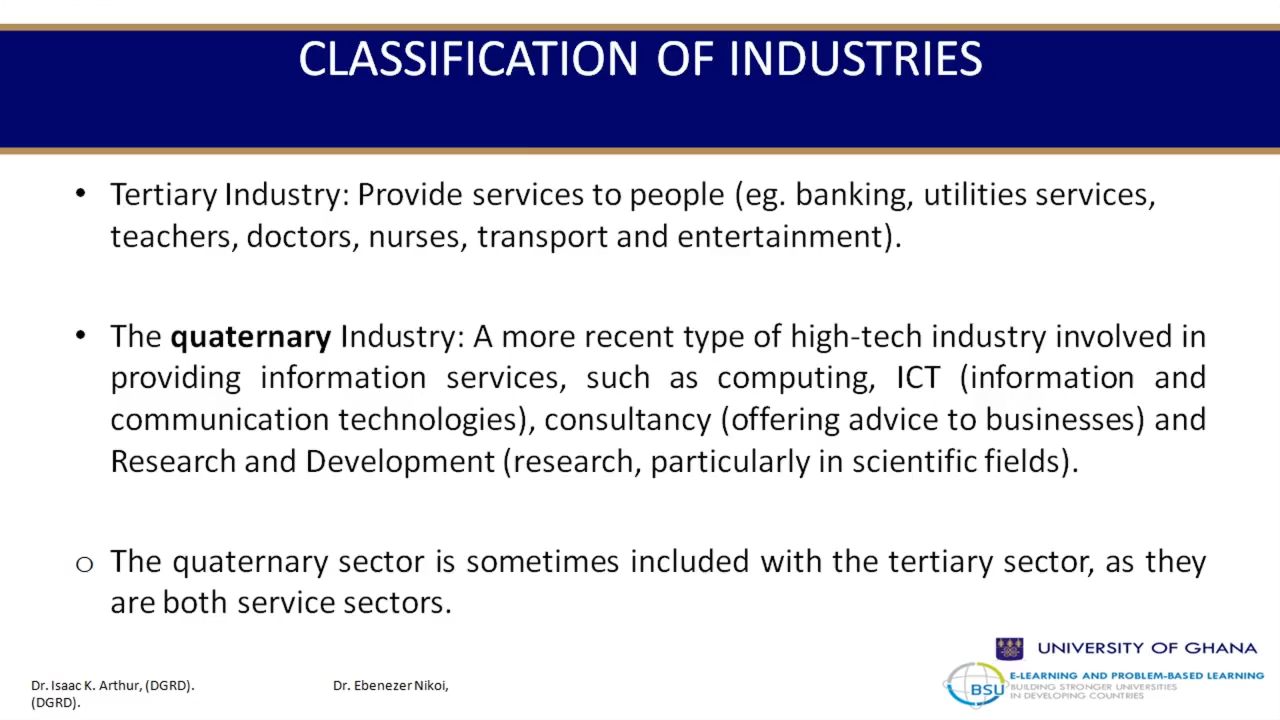 CLASSIFICATION OF INDUSTRIES
• Tertiary Industry: Provide services to people (eg. banking, utilities services,
teachers, doctors, nurses, transport and entertainment).
• The quaternary Industry: A more recent type of high-tech industry involved in
providing information services, such as computing, ICT (information and
communication technologies), consultancy (offering advice to businesses) and
Research and Development (research, particularly in scientific fields).
o The quaternary sector is sometimes included with the tertiary sector, as they
are both service sectors.
UNIVERSITY OF GHANA
BSU
E-LEARNING AND PROBLEM-BASED LEARNING
BUILDING STRONGER UNIVERSITIES
IN DEVELOPING COUNTRIES
Dr. Isaac K. Arthur, (DGRD). Dr. Ebenezer Nikoi,
(DGRD).